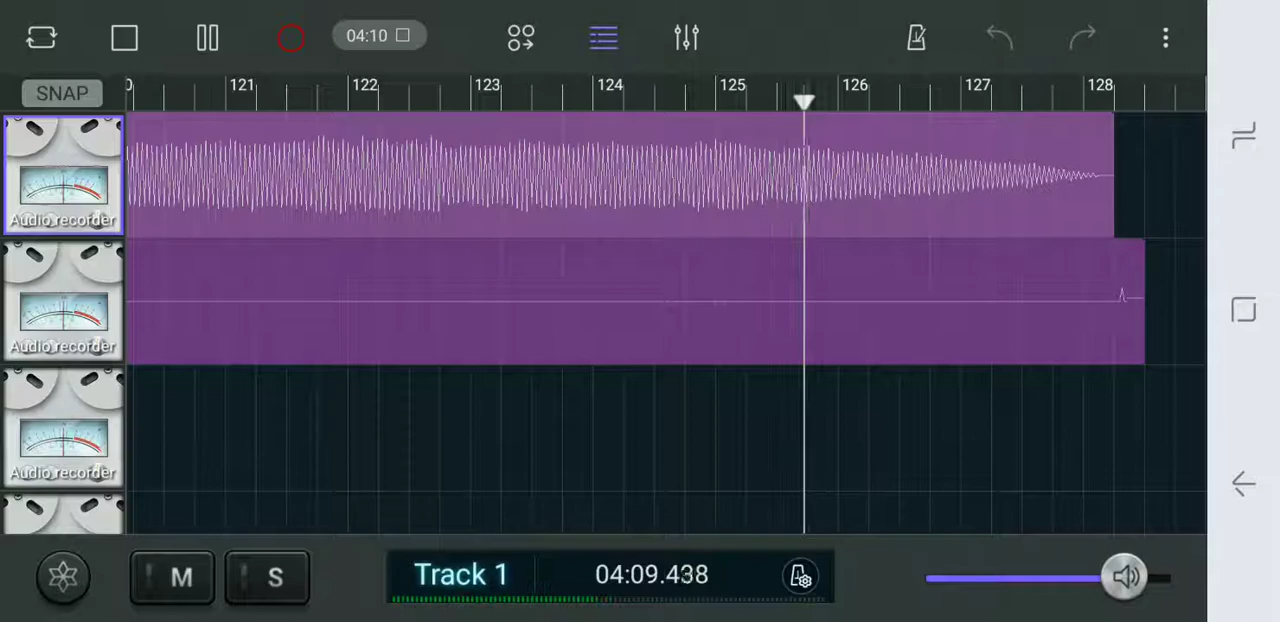 04:10
SNAP
0 121 122 123 124 125 126 127 128
Audio recorder
Audio recorder
Audio recorder
M S Track 1 04:09.438